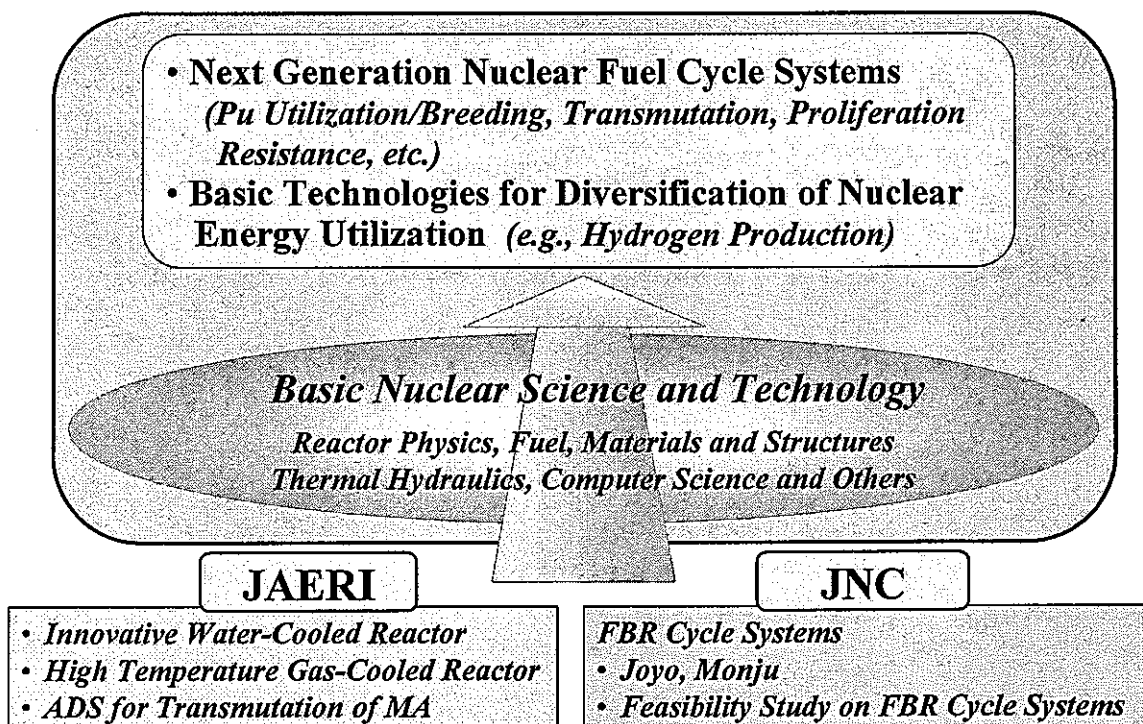 • Next Generation Nuclear Fuel Cycle Systems
(Pu Utilization/Breeding, Transmutation, Proliferation
Resistance, etc.)
• Basic Technologies for Diversification of Nuclear
Energy Utilization (e.g., Hydrogen Production)
Basic Nuclear Science and Technology
Reactor Physics, Fuel, Materials and Structures
Thermal Hydraulics, Computer Science and Others
JAERI
• Innovative Water-Cooled Reactor
• High Temperature Gas-Cooled Reactor
• ADS for Transmutation of MA
JNC
FBR Cycle Systems
• Joyo, Monju
• Feasibility Study on FBR Cycle Systems